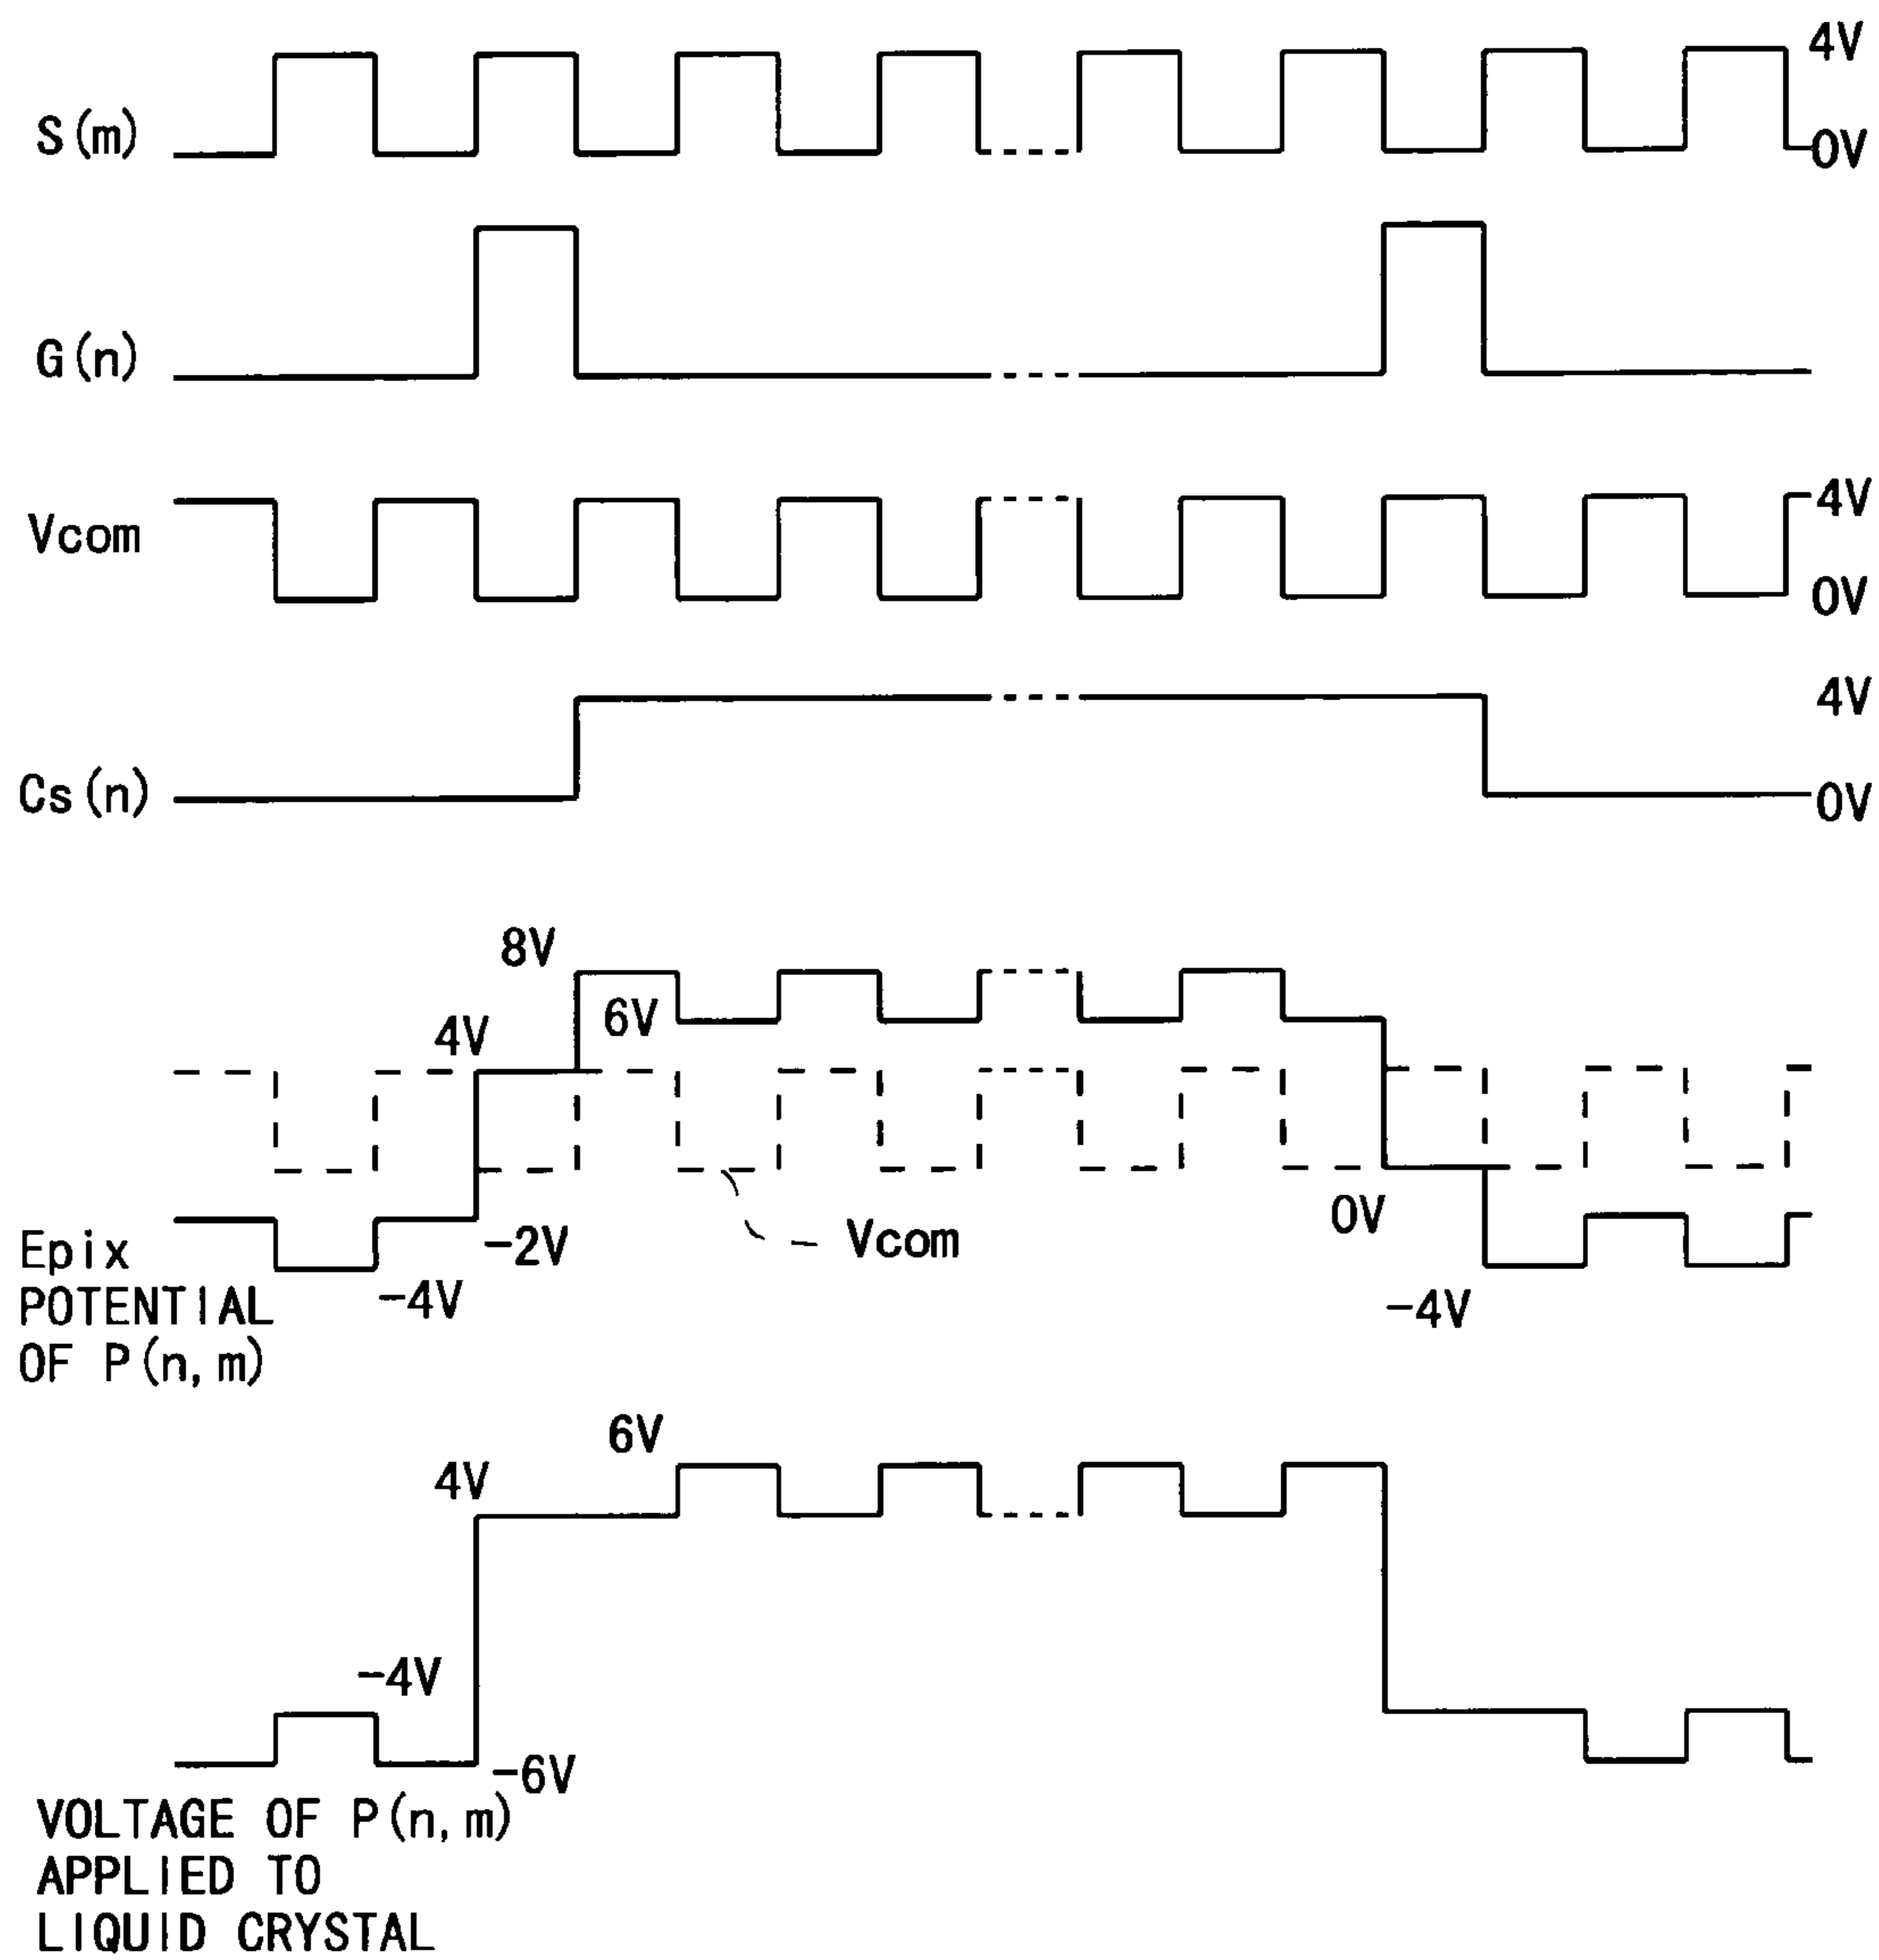 4V
S(m)
0V
G(n)
4V
Vcom
0V
4V
Cs(n)
0V
8V
6V
4V
0V
-2V
Vcom
-4V
-4V
Epix
POTENTIAL
OF P(n,m)
6V
4V
-4V
-6V
VOLTAGE OF P(n,m)
APPLIED TO
LIQUID CRYSTAL